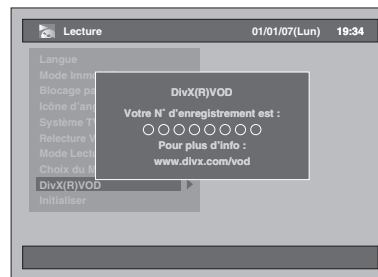 Lecture 01/01/07(Lun) 19:34
Langue
Mode Imm
Blocage pa
Icône d'ang
Système T
Relecture V
Mode Lectu
Choix du M
DivX(R)VOD
Initialiser
DivX(R)VOD
Votre N° d'enregistrement est :
Pour plus d'info :
www.divx.com/vod